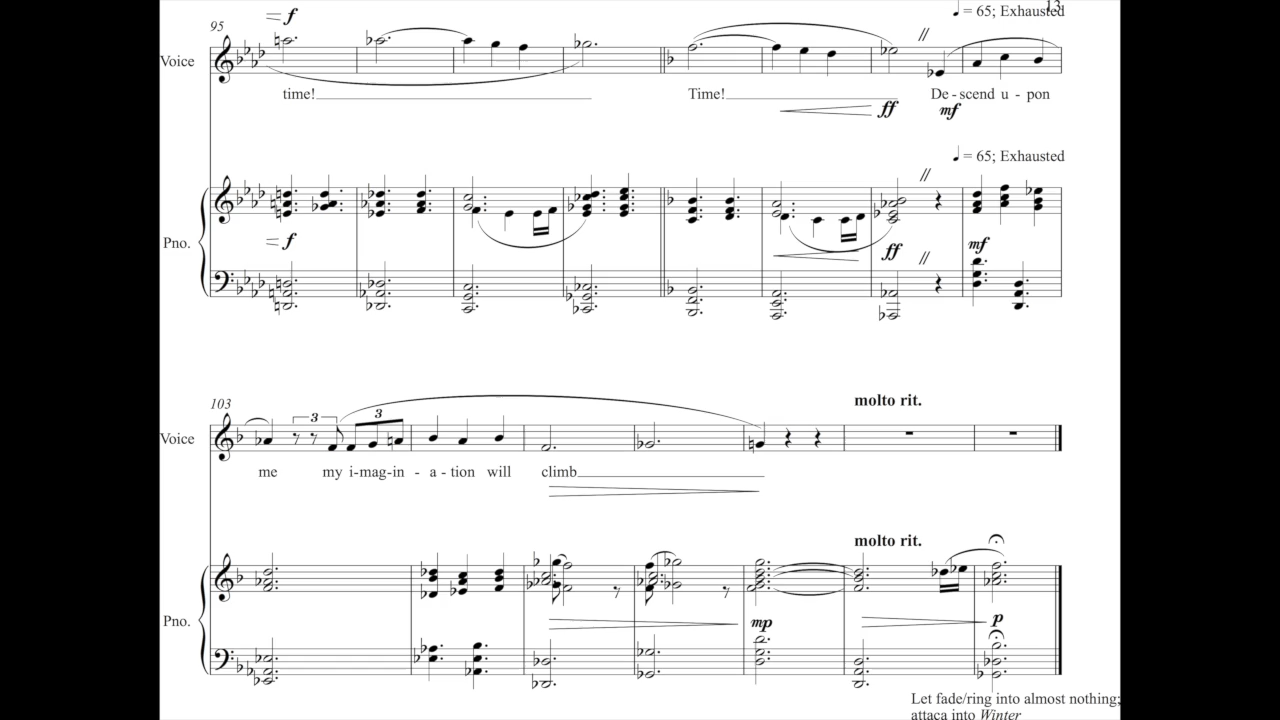 ♩ = 65; Exhausted
13
95
f
Voice
time!
Time!
De - scend u - pon
ff
mf
♩ = 65; Exhausted
Pno.
f
ff
mf
103
molto rit.
3
3
Voice
me my i-mag-in - a - tion will climb
molto rit.
Pno.
mp
p
Let fade/ring into almost nothing;
attaca into Winter